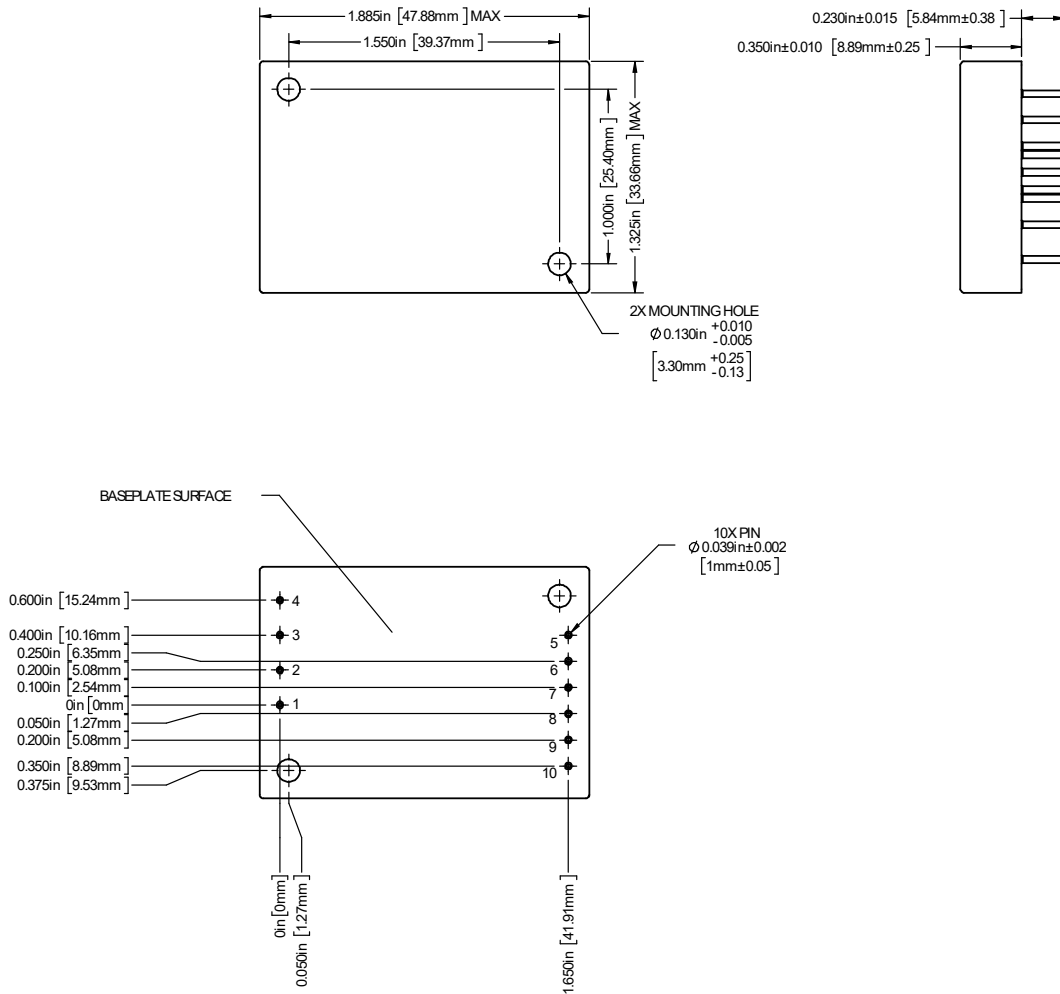 1.885in [47.88mm] MAX
1.550in [39.37mm]
0.230in±0.015 [5.84mm±0.38]
0.350in±0.010 [8.89mm±0.25]
1.000in [25.40mm]
1.325in [33.66mm] MAX
2X MOUNTING HOLE
Ø 0.130in +0.010 -0.005
[3.30mm +0.25 -0.13]
BASEPLATE SURFACE
10X PIN
Ø 0.039in±0.002
[1mm±0.05]
0.600in [15.24mm]
0.400in [10.16mm]
0.250in [6.35mm]
0.200in [5.08mm]
0.100in [2.54mm]
0in [0mm]
0.050in [1.27mm]
0.200in [5.08mm]
0.350in [8.89mm]
0.375in [9.53mm]
4
3
2
1
5
6
7
8
9
10
0in [0mm]
0.050in [1.27mm]
1.650in [41.91mm]